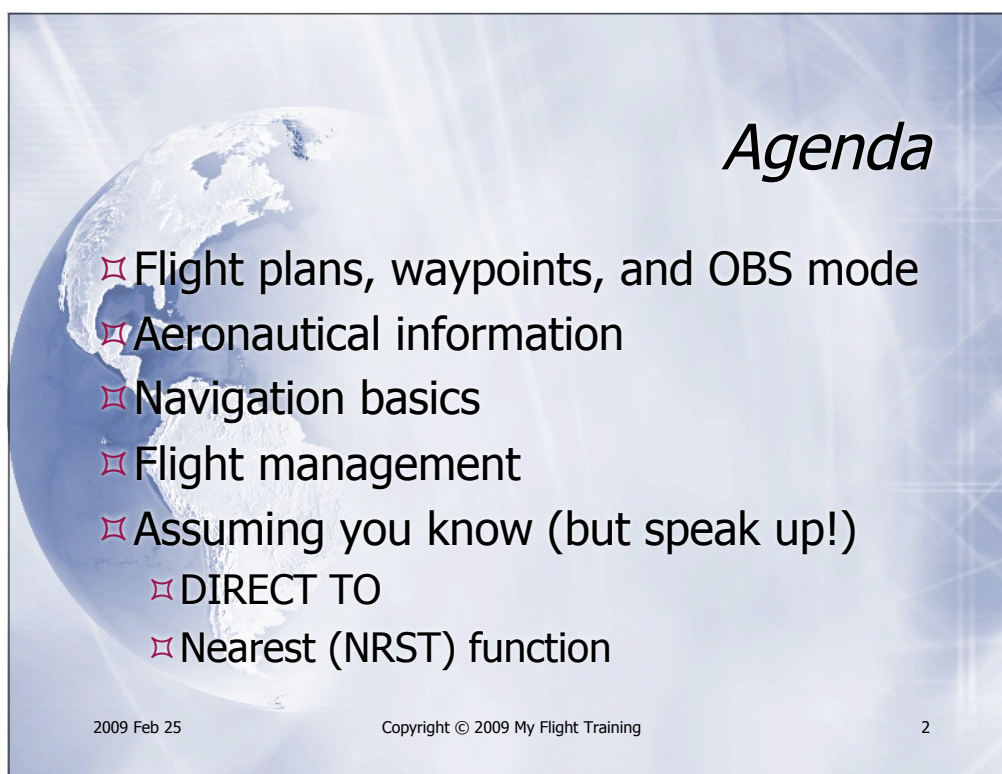 Agenda
Flight plans, waypoints, and OBS mode
Aeronautical information
Navigation basics
Flight management
Assuming you know (but speak up!)
DIRECT TO
Nearest (NRST) function
2009 Feb 25
Copyright © 2009 My Flight Training
2